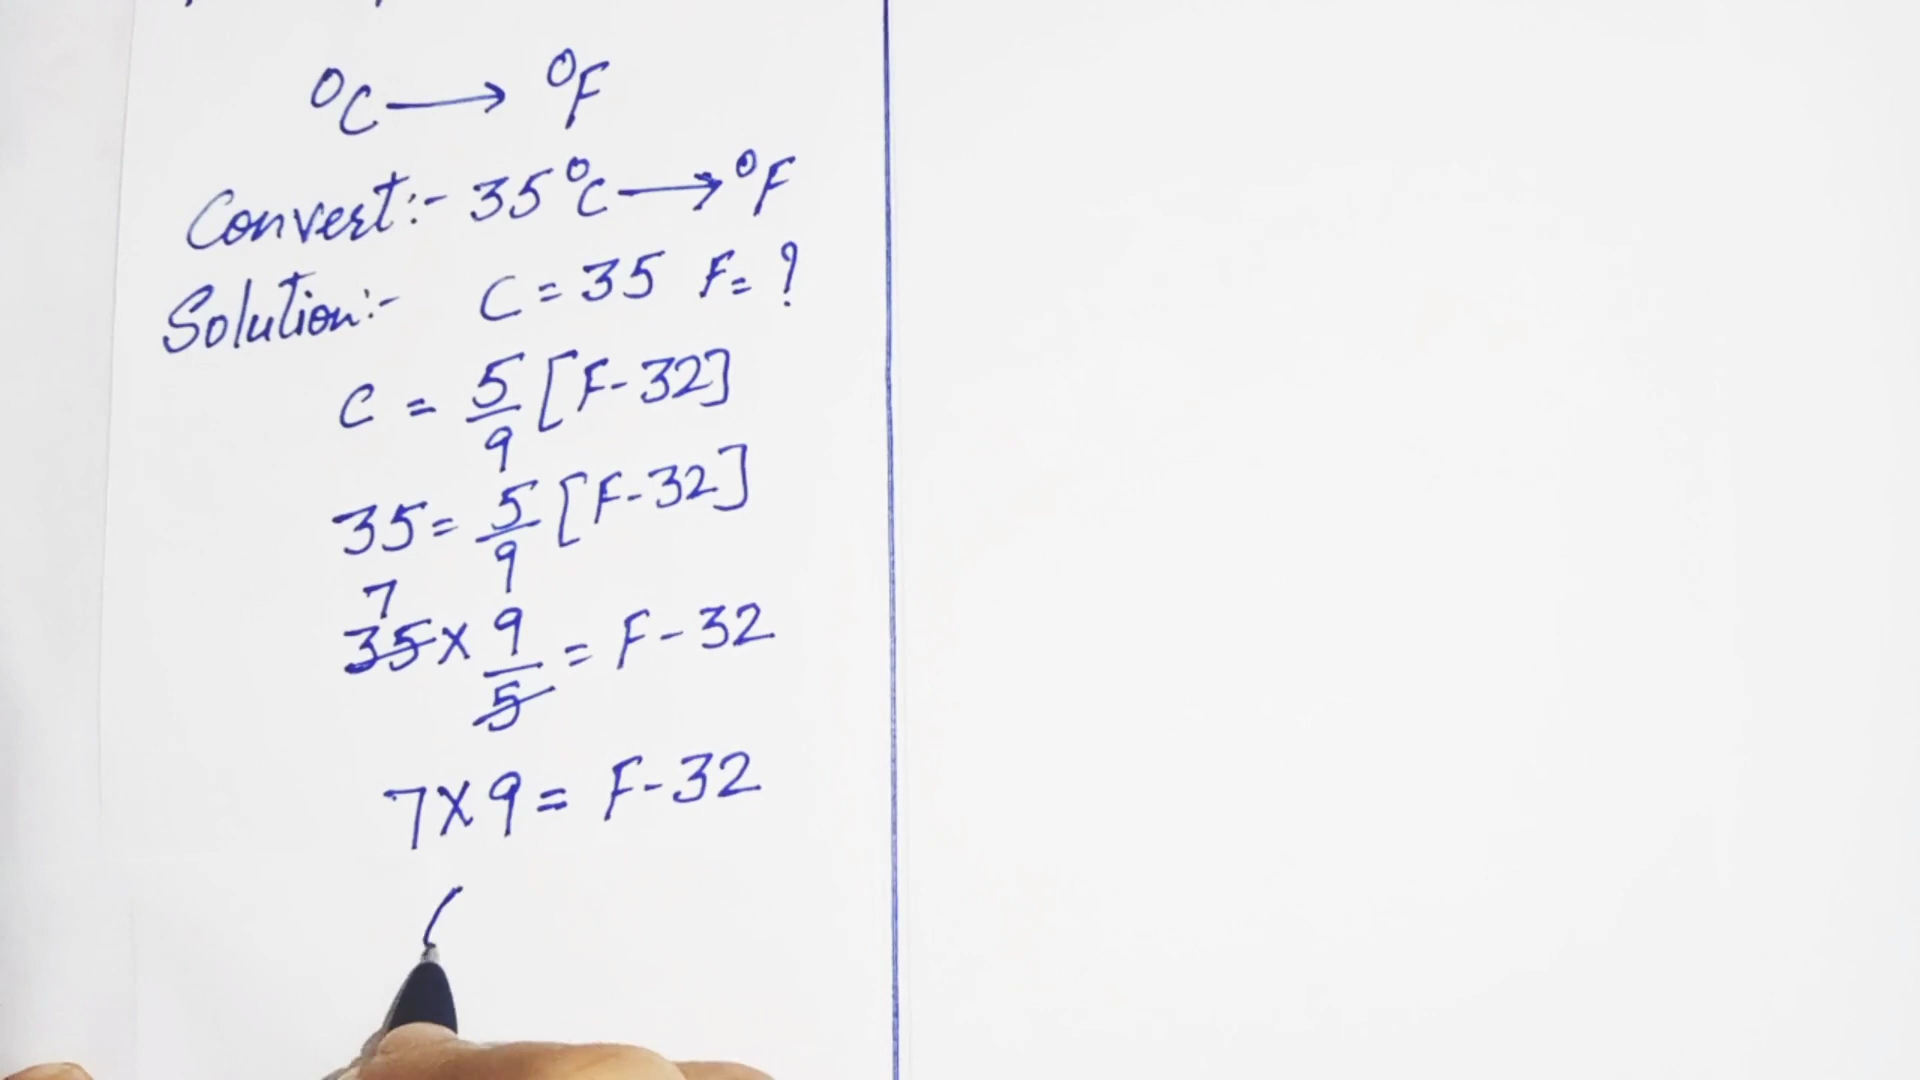 °C → °F
Convert:- 35°C → °F
Solution:- C = 35 F = ?
C = 5/9 [F-32]
35 = 5/9 [F-32]
7
35 × 9/5 = F - 32
7 × 9 = F - 32